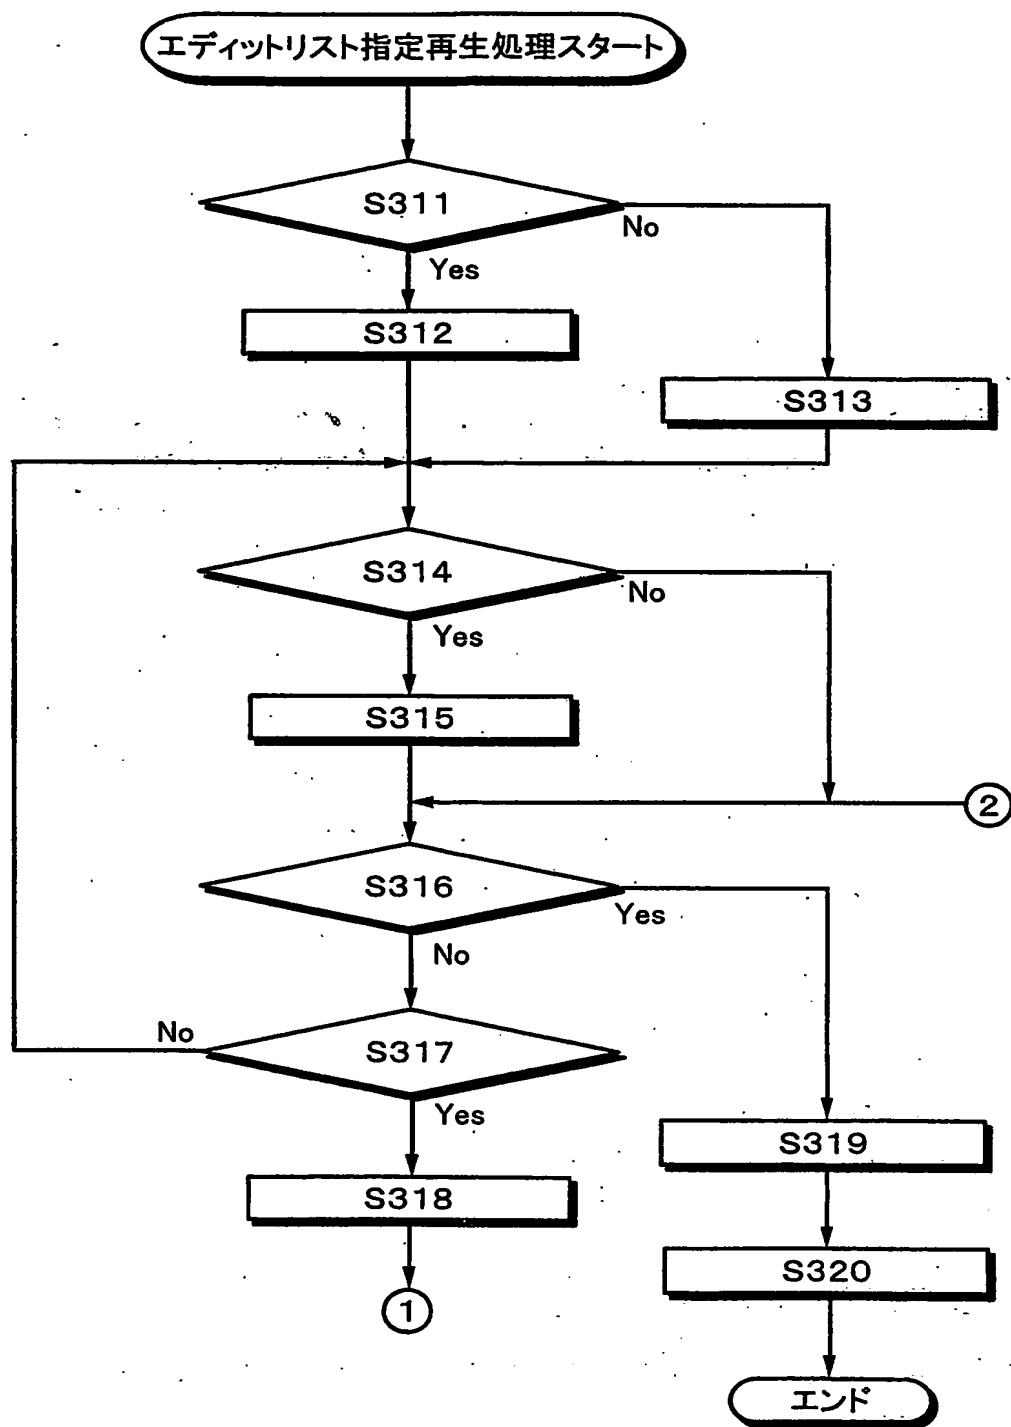 エディットリスト指定再生処理スタート
S311
No
Yes
S312
S313
S314
No
Yes
S315
2
S316
Yes
No
No
S317
Yes
S319
S318
S320
1
エンド